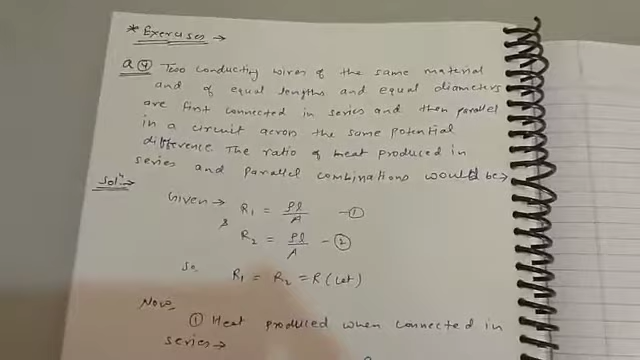 * Exercises →
Q (4) Two conducting wires of the same material
and of equal lengths and equal diameters
are first connected in series and then parallel
in a circuit across the same potential
difference The ratio of heat produced in
series and parallel combinations would be →
Solⁿ →
Given → R₁ = ρl/A — ①
&
R₂ = ρl/A — ②
So, R₁ = R₂ = R (Let)
Now,
① Heat produced when connected in
series →